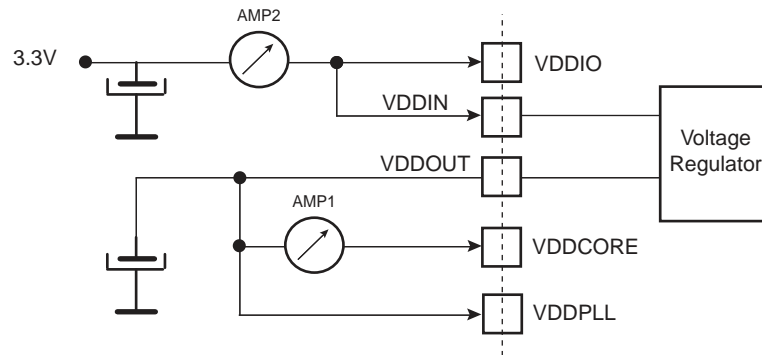 AMP2
3.3V
VDDIO
VDDIN
Voltage
Regulator
VDDOUT
AMP1
VDDCORE
VDDPLL